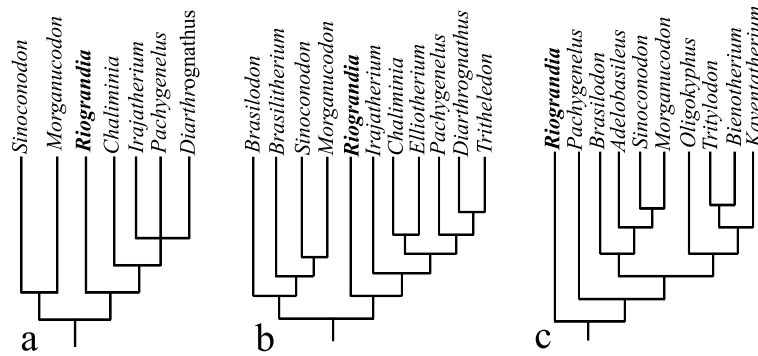 Sinoconodon
Morganucodon
Riograndia
Chaliminia
Irajatherium
Pachygenelus
Diarthrognathus
a
Brasilodon
Brasilitherium
Sinoconodon
Morganucodon
Riograndia
Irajatherium
Chaliminia
Elliotherium
Pachygenelus
Diarthrognathus
Tritheledon
b
Riograndia
Pachygenelus
Brasilodon
Adelobasileus
Sinoconodon
Morganucodon
Oligokyphus
Tritylodon
Bienotherium
Kayentatherium
c